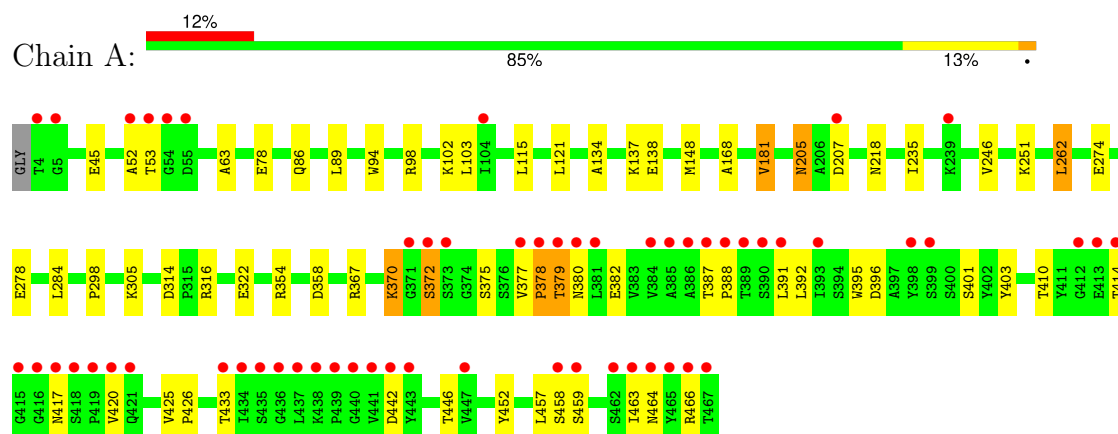 12%
Chain A:
85% 13% •
GLY T4 G5 E45 A52 T53 G54 D55 A63 E78 Q86 L89 W94 R98 K102 L103 I104 L115 L121 A134 K137 E138 M148 A168 V181 N205 A206 D207 N218 I235 K239 V246 K251 L262 E274
E278 L284 P298 K305 D314 P315 R316 E322 R354 D358 R367 K370 G371 S372 S373 G374 S375 S376 V377 P378 T379 N380 L381 E382 V383 V384 A385 A386 T387 P388 T389 S390 L391 L392 I393 S394 W395 D396 A397 Y398 S399 S400 S401 Y402 Y403 T410 Y411 G412 E413 T414
G415 G416 N417 S418 P419 V420 Q421 V425 P426 T433 I434 S435 G436 L437 K438 P439 G440 V441 D442 Y443 T446 V447 Y452 L457 S458 S459 S462 I463 N464 Y465 R466 T467